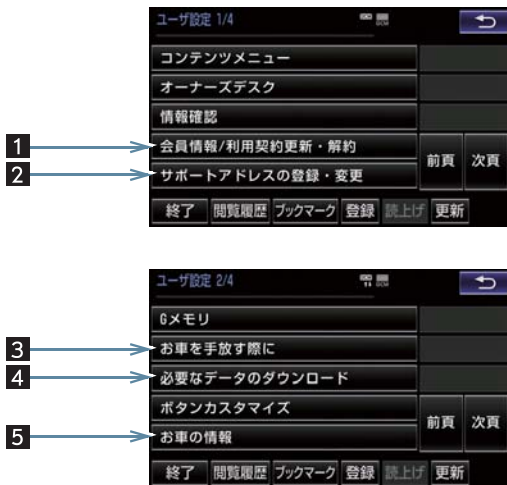 ユーザ設定 1/4
コンテンツメニュー
オーナーズデスク
情報確認
1 会員情報/利用契約更新・解約
前頁 次頁
2 サポートアドレスの登録・変更
終了 閲覧履歴 ブックマーク 登録 読上げ 更新
ユーザ設定 2/4
Gメモリ
3 お車を手放す際に
4 必要なデータのダウンロード
ボタンカスタマイズ
前頁 次頁
5 お車の情報
終了 閲覧履歴 ブックマーク 登録 読上げ 更新